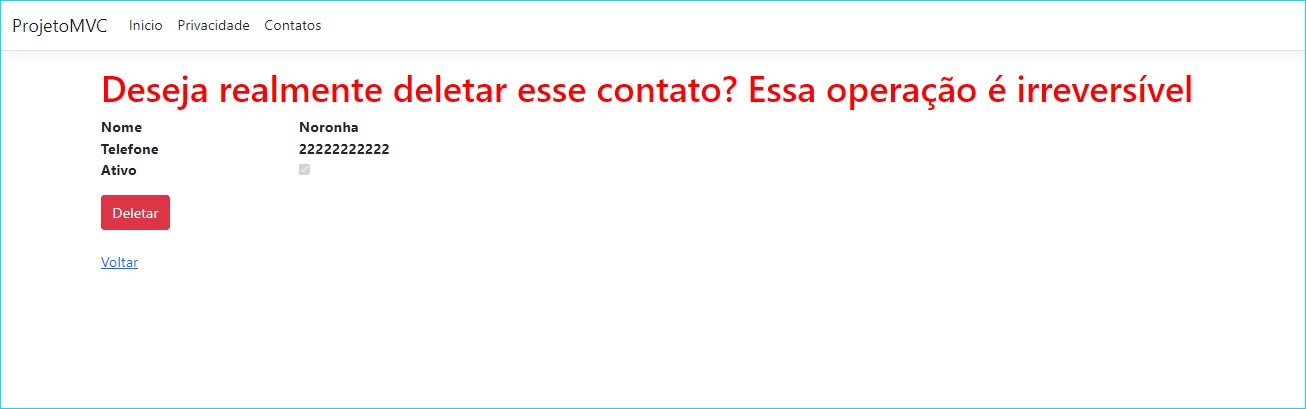 ProjetoMVC Inicio Privacidade Contatos
Deseja realmente deletar esse contato? Essa operação é irreversível
Nome Noronha
Telefone 22222222222
Ativo
Deletar
Voltar